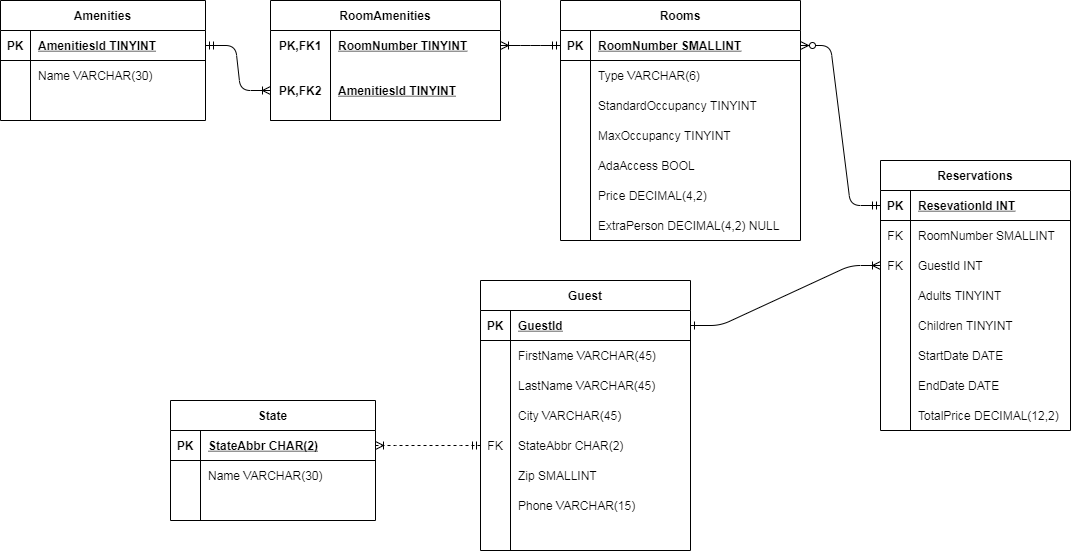 Amenities
PK AmenitiesId TINYINT
Name VARCHAR(30)
RoomAmenities
PK,FK1 RoomNumber TINYINT
PK,FK2 AmenitiesId TINYINT
Rooms
PK RoomNumber SMALLINT
Type VARCHAR(6)
StandardOccupancy TINYINT
MaxOccupancy TINYINT
AdaAccess BOOL
Price DECIMAL(4,2)
ExtraPerson DECIMAL(4,2) NULL
Reservations
PK ResevationId INT
FK RoomNumber SMALLINT
FK GuestId INT
Adults TINYINT
Children TINYINT
StartDate DATE
EndDate DATE
TotalPrice DECIMAL(12,2)
Guest
PK GuestId
FirstName VARCHAR(45)
LastName VARCHAR(45)
City VARCHAR(45)
FK StateAbbr CHAR(2)
Zip SMALLINT
Phone VARCHAR(15)
State
PK StateAbbr CHAR(2)
Name VARCHAR(30)